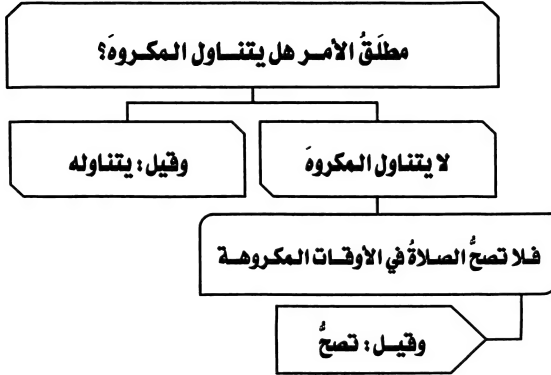 مطلَقُ الأمر هل يتناول المكروهَ؟
لا يتناول المكروهَ
وقيل: يتناوله
فلا تصحُّ الصلاةُ في الأوقات المكروهة
وقيل: تصحُّ